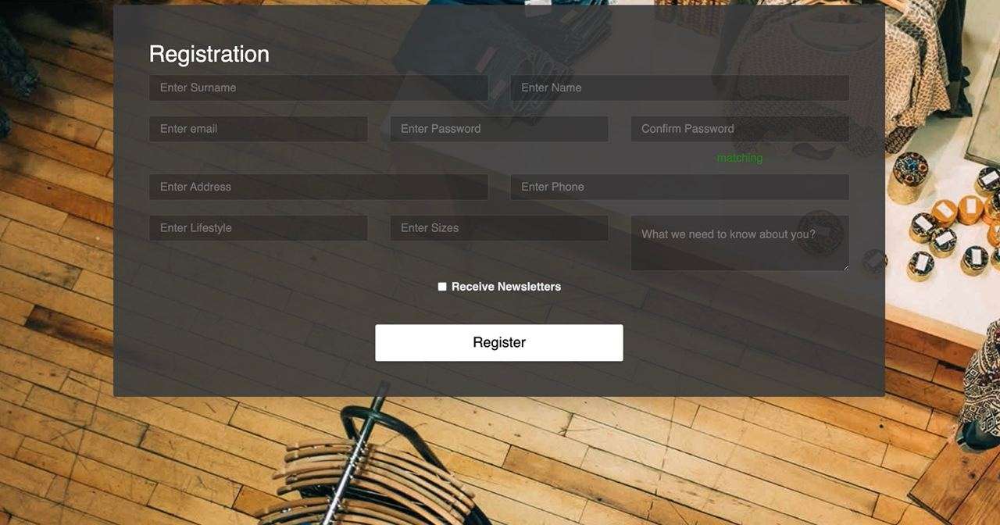 Registration
Enter Surname
Enter Name
Enter email
Enter Password
Confirm Password
matching
Enter Address
Enter Phone
Enter Lifestyle
Enter Sizes
What we need to know about you?
Receive Newsletters
Register